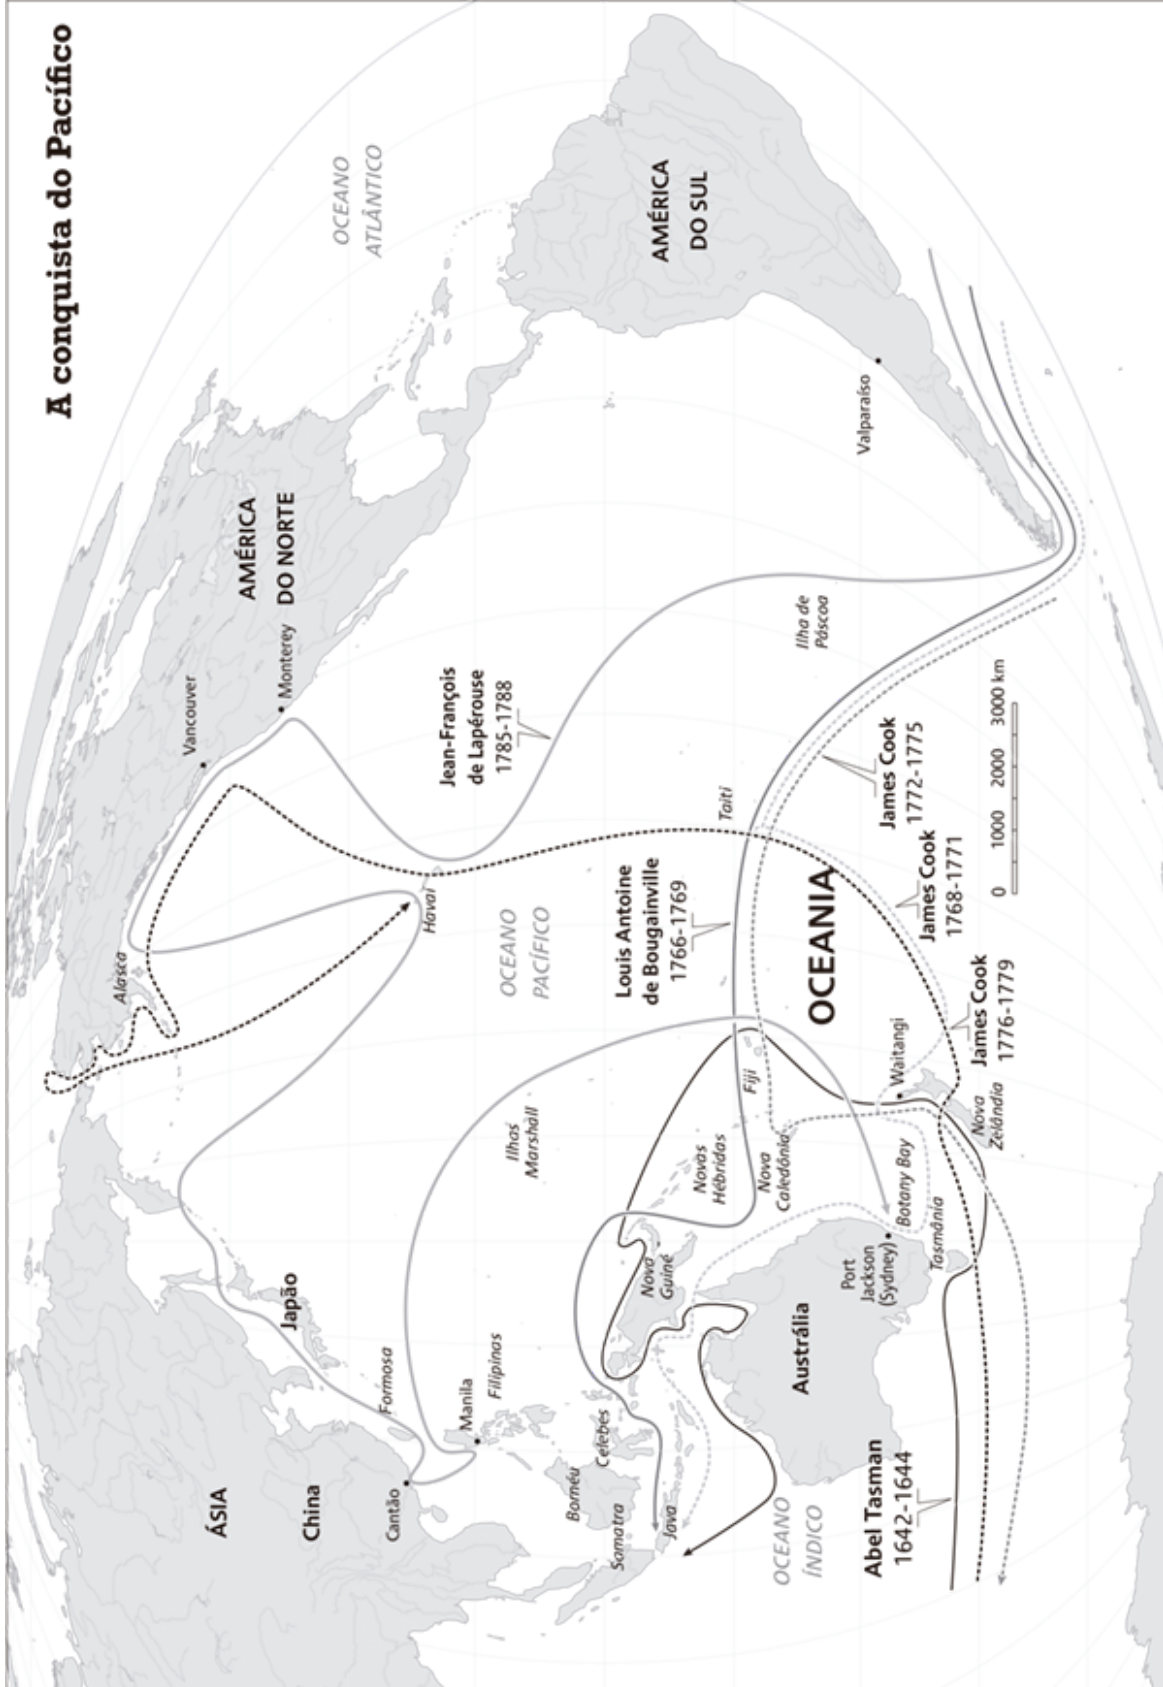 A conquista do Pacífico
OCEANO
ATLÂNTICO
AMÉRICA
DO NORTE
AMÉRICA
DO SUL
Alasca
Vancouver
Monterey
Valparaíso
Jean-François
de Lapérouse
1785-1788
Ilha de
Páscoa
Havaí
OCEANO
PACÍFICO
Taiti
Louis Antoine
de Bougainville
1766-1769
OCEANIA
James Cook
1772-1775
James Cook
1768-1771
James Cook
1776-1779
0
1000
2000
3000 km
ÁSIA
China
Japão
Formosa
Cantão
Manila
Filipinas
Ilhas
Marshall
Bornéu
Celebes
Somatra
Java
Nova
Guiné
Novas
Hébridas
Nova
Caledónia
Fiji
Waitangi
Nova
Zelândia
Botany Bay
Port
Jackson
(Sydney)
Tasmânia
Austrália
OCEANO
ÍNDICO
Abel Tasman
1642-1644